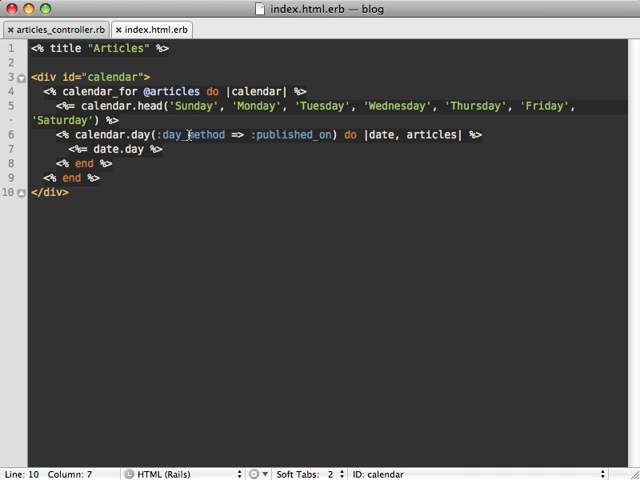 index.html.erb — blog
articles_controller.rb index.html.erb
1 <% title "Articles" %>
2
3 <div id="calendar">
4 <% calendar_for @articles do |calendar| %>
5 <%= calendar.head('Sunday', 'Monday', 'Tuesday', 'Wednesday', 'Thursday', 'Friday',
'Saturday') %>
6 <% calendar.day(:day_method => :published_on) do |date, articles| %>
7 <%= date.day %>
8 <% end %>
9 <% end %>
10 </div>
Line: 10 Column: 7 L HTML (Rails) Soft Tabs: 2 ID: calendar